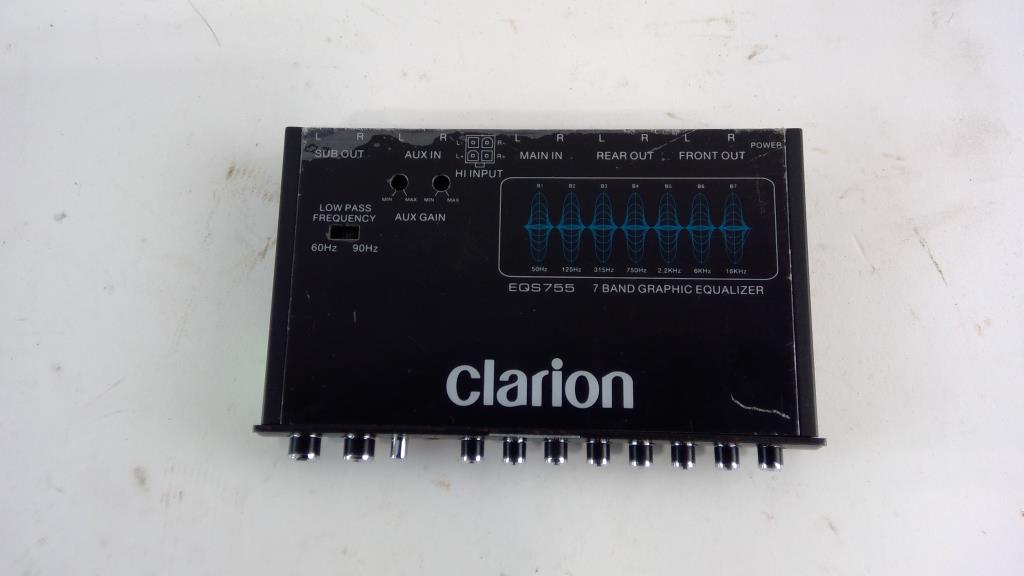 L R L R L- R- L R L R L R
L+ R+
SUB OUT AUX IN MAIN IN REAR OUT FRONT OUT POWER
HI INPUT
MIN MAX MIN MAX
AUX GAIN
LOW PASS
FREQUENCY
60Hz 90Hz
B1 B2 B3 B4 B5 B6 B7
50Hz 125Hz 315Hz 750Hz 2.2KHz 6KHz 16KHz
EQS755 7 BAND GRAPHIC EQUALIZER
clarion